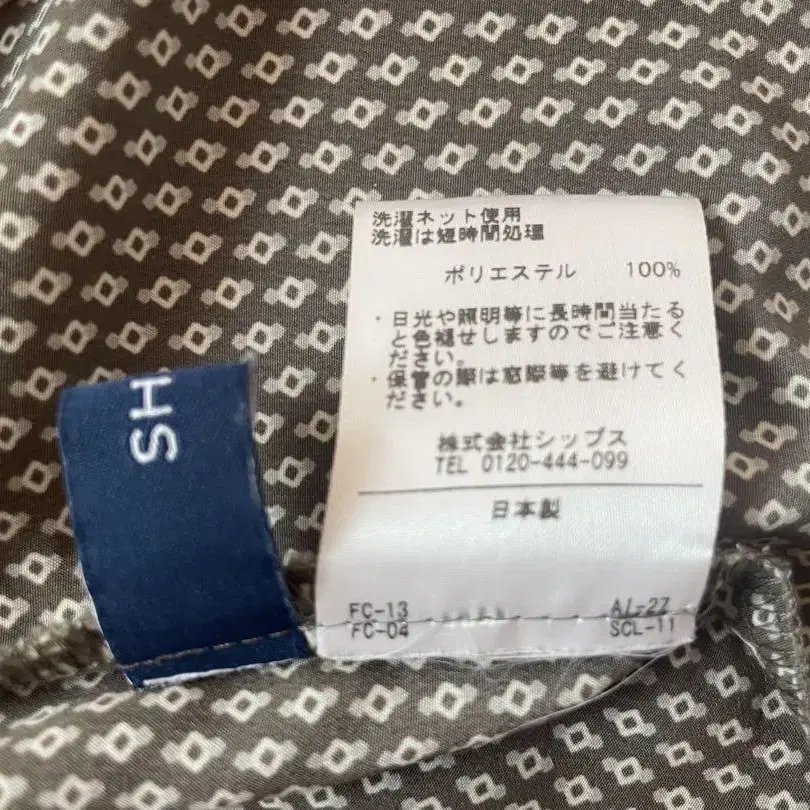 洗濯ネット使用
洗濯は短時間処理
ポリエステル 100%
・日光や照明等に長時間当たる
と色褪せしますのでご注意く
ださい。
・保管の際は窓際等を避けてく
ださい。
株式会社シップス
TEL 0120-444-099
日本製
FC-13 AI-27
FC-04 SCL-11
SH